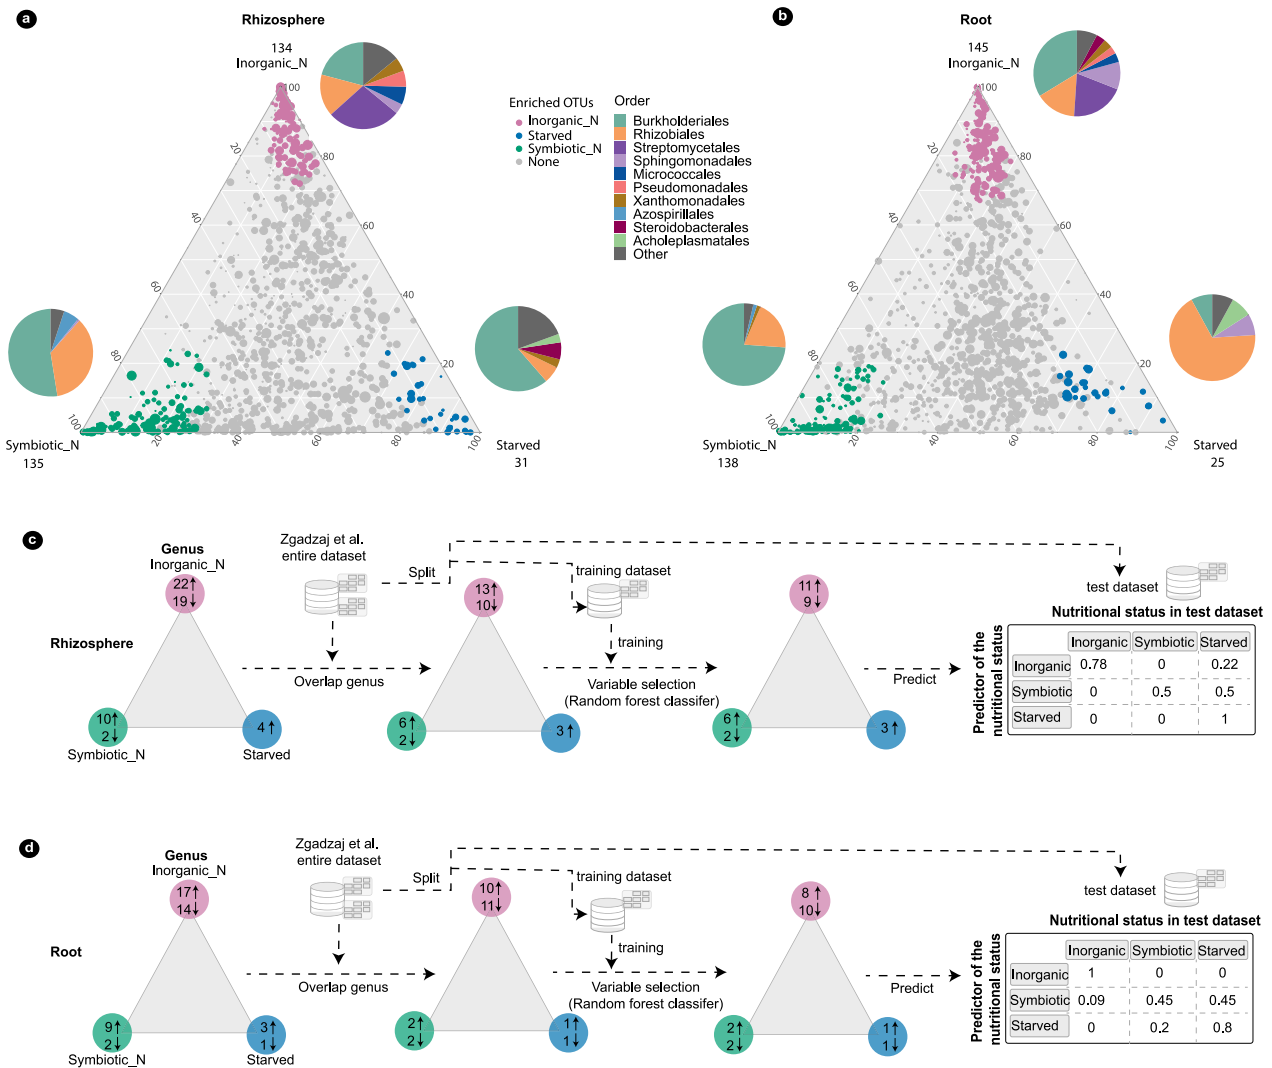 a
Rhizosphere
134
Inorganic_N
100
80
60
40
20
20
40
60
80
100
20
40
60
80
100
Symbiotic_N
135
Starved
31
Enriched OTUs
Inorganic_N
Starved
Symbiotic_N
None
Order
Burkholderiales
Rhizobiales
Streptomycetales
Sphingomonadales
Micrococcales
Pseudomonadales
Xanthomonadales
Azospirillales
Steroidobacterales
Acholeplasmatales
Other
b
Root
145
Inorganic_N
100
80
60
40
20
20
40
60
80
100
20
40
60
80
100
Symbiotic_N
138
Starved
25
c
Genus
Inorganic_N
22↑
19↓
Rhizosphere
10↑
2↓
Symbiotic_N
4↑
Starved
Zgadzaj et al.
entire dataset
Overlap genus
Split
13↑
10↓
6↑
2↓
3↑
training dataset
training
Variable selection
(Random forest classifer)
11↑
9↓
6↑
2↓
3↑
Predict
test dataset
Nutritional status in test dataset
Predictor of the
nutritional status
Inorganic Symbiotic Starved
Inorganic 0.78 0 0.22
Symbiotic 0 0.5 0.5
Starved 0 0 1
d
Genus
Inorganic_N
17↑
14↓
Root
9↑
2↓
Symbiotic_N
3↑
1↓
Starved
Zgadzaj et al.
entire dataset
Overlap genus
Split
10↑
11↓
2↑
2↓
1↑
1↓
training dataset
training
Variable selection
(Random forest classifer)
8↑
10↓
2↑
2↓
1↑
1↓
Predict
test dataset
Nutritional status in test dataset
Predictor of the
nutritional status
Inorganic Symbiotic Starved
Inorganic 1 0 0
Symbiotic 0.09 0.45 0.45
Starved 0 0.2 0.8